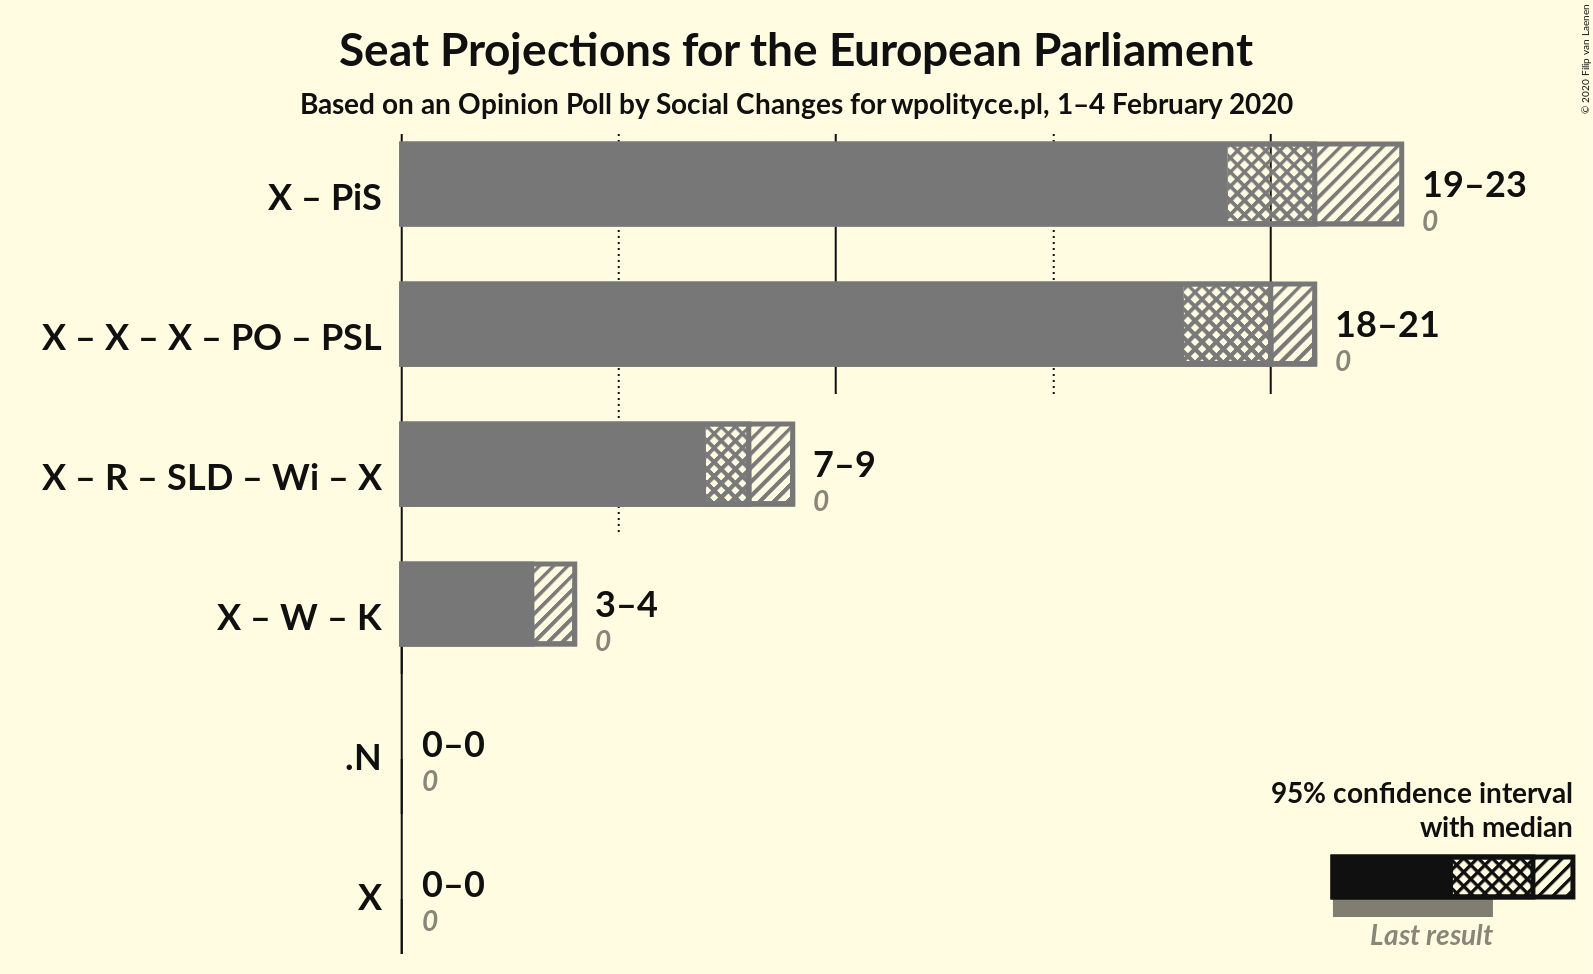 Seat Projections for the European Parliament
Based on an Opinion Poll by Social Changes for wpolityce.pl, 1–4 February 2020
© 2020 Filip van Laenen
X – PiS
19–23
0
X – X – X – PO – PSL
18–21
0
X – R – SLD – Wi – X
7–9
0
X – W – K
3–4
0
.N
0–0
0
X
0–0
0
95% confidence interval
with median
Last result